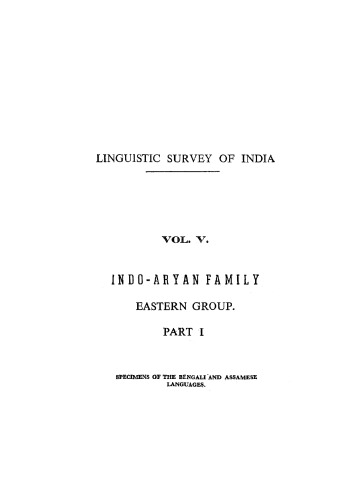 LINGUISTIC SURVEY OF INDIA
VOL. V.
INDO-ARYAN FAMILY
EASTERN GROUP.
PART I
SPECIMENS OF THE BENGALI AND ASSAMESE
LANGUAGES.